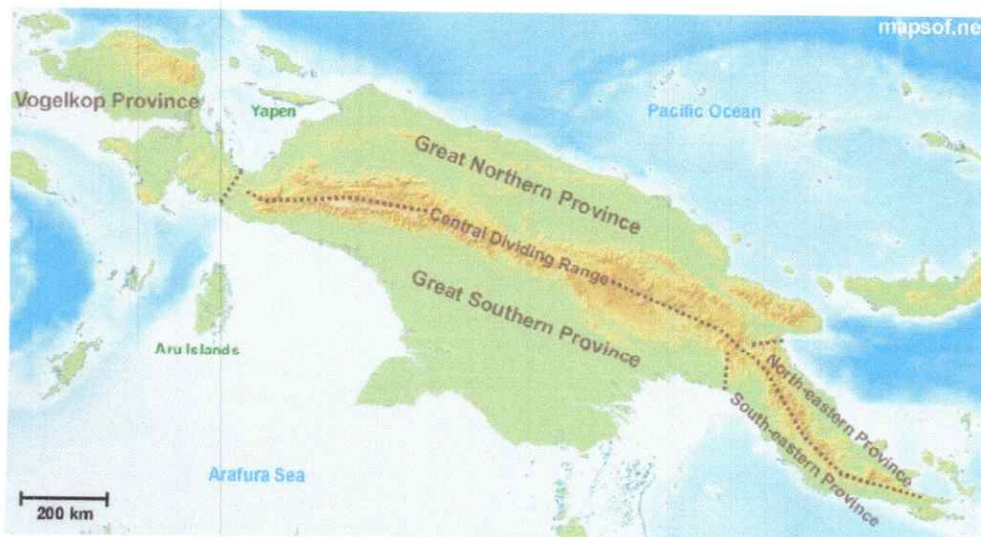 mapsof.ne
Vogelkop Province
Yapen
Pacific Ocean
Great Northern Province
Central Dividing Range
Great Southern Province
Aru Islands
North-eastern Province
South-eastern Province
Arafura Sea
200 km